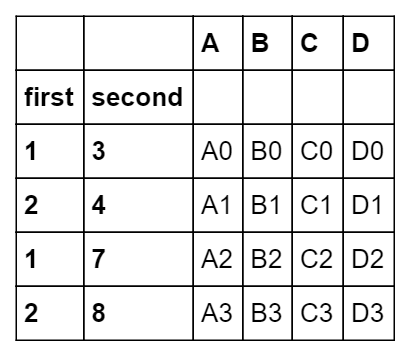 A B C D
first second
1 3 A0 B0 C0 D0
2 4 A1 B1 C1 D1
1 7 A2 B2 C2 D2
2 8 A3 B3 C3 D3